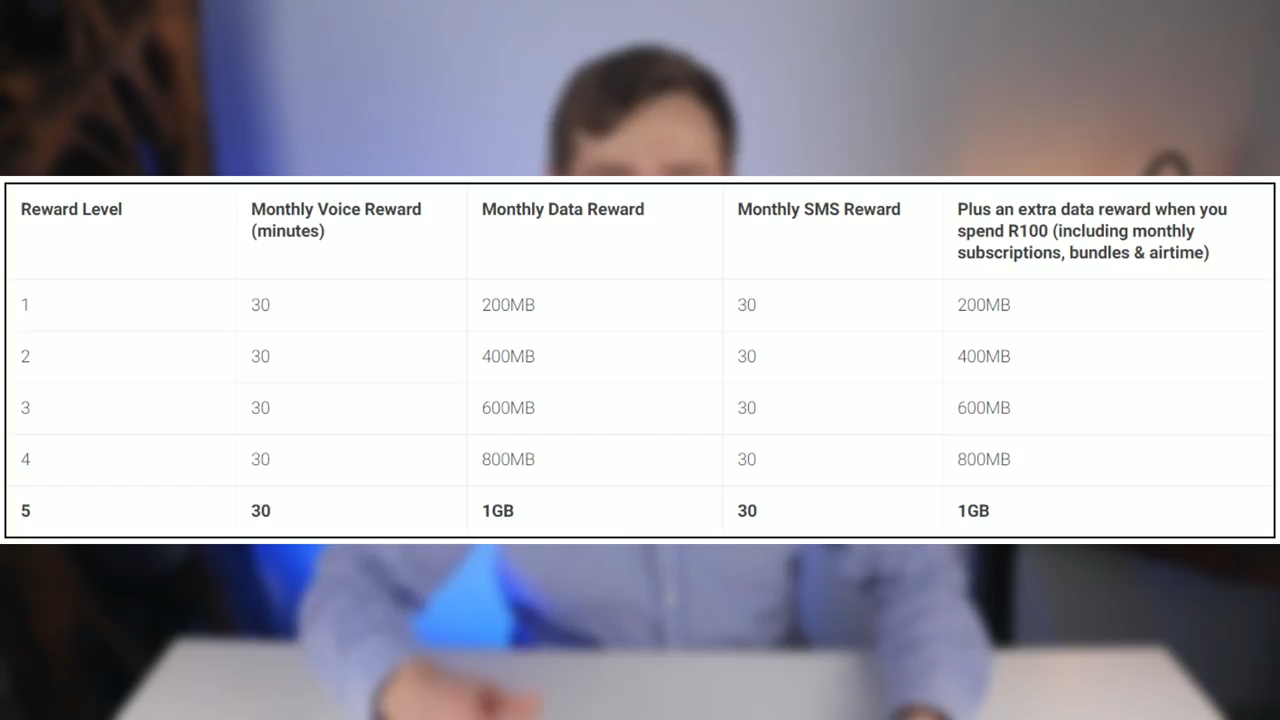 Reward Level
Monthly Voice Reward
(minutes)
Monthly Data Reward
Monthly SMS Reward
Plus an extra data reward when you
spend R100 (including monthly
subscriptions, bundles & airtime)
1 30 200MB 30 200MB
2 30 400MB 30 400MB
3 30 600MB 30 600MB
4 30 800MB 30 800MB
5 30 1GB 30 1GB